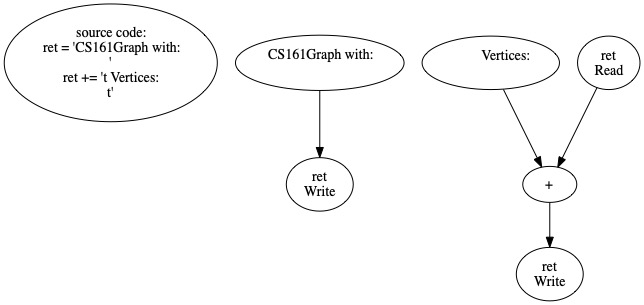 source code:
ret = 'CS161Graph with:
'
ret += 't Vertices:
t'
CS161Graph with:
ret
Write
Vertices:
ret
Read
+
ret
Write